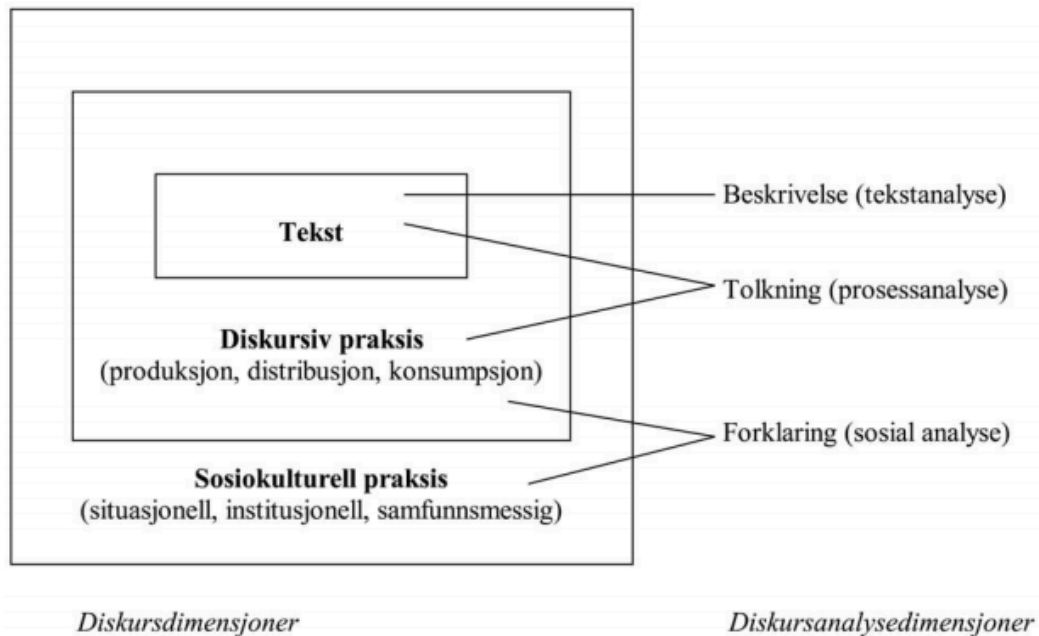 Beskrivelse (tekstanalyse)
Tekst
Tolkning (prosessanalyse)
Diskursiv praksis
(produksjon, distribusjon, konsumpsjon)
Forklaring (sosial analyse)
Sosiokulturell praksis
(situasjonell, institusjonell, samfunnsmessig)
Diskursdimensjoner
Diskursanalysedimensjoner